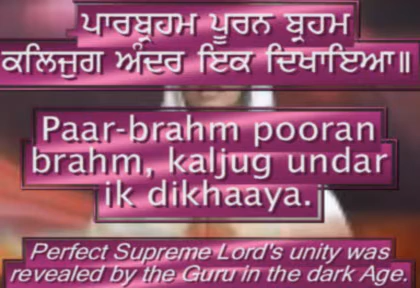 ਪਾਰਬ੍ਰਹਮ ਪੂਰਨ ਬ੍ਰਹਮ
ਕਲਿਜੁਗ ਅੰਦਰ ਇਕ ਦਿਖਾਇਆ॥
Paar-brahm pooran
brahm, kaljug undar
ik dikhaaya.
Perfect Supreme Lord's unity was
revealed by the Guru in the dark Age.